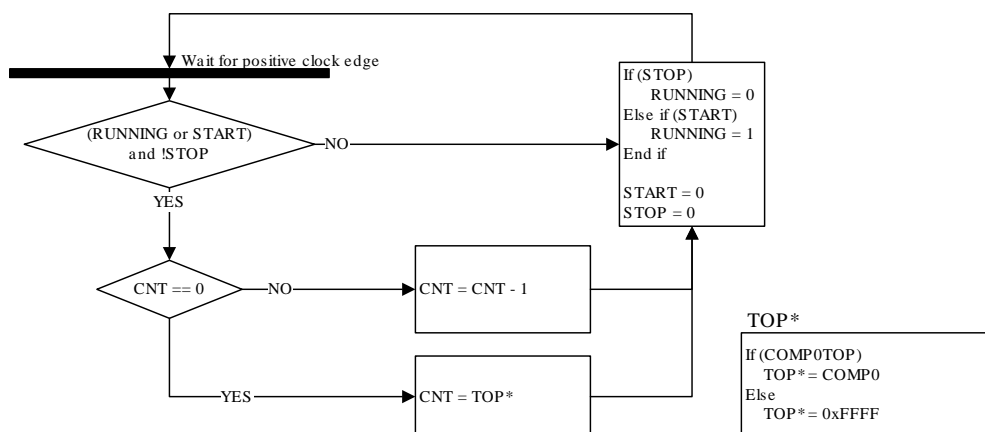 Wait for positive clock edge
(RUNNING or START)
and !STOP
NO
YES
If (STOP)
RUNNING = 0
Else if (START)
RUNNING = 1
End if
START = 0
STOP = 0
CNT == 0
NO
CNT = CNT - 1
YES
CNT = TOP*
TOP*
If (COMP0TOP)
TOP* = COMP0
Else
TOP* = 0xFFFF